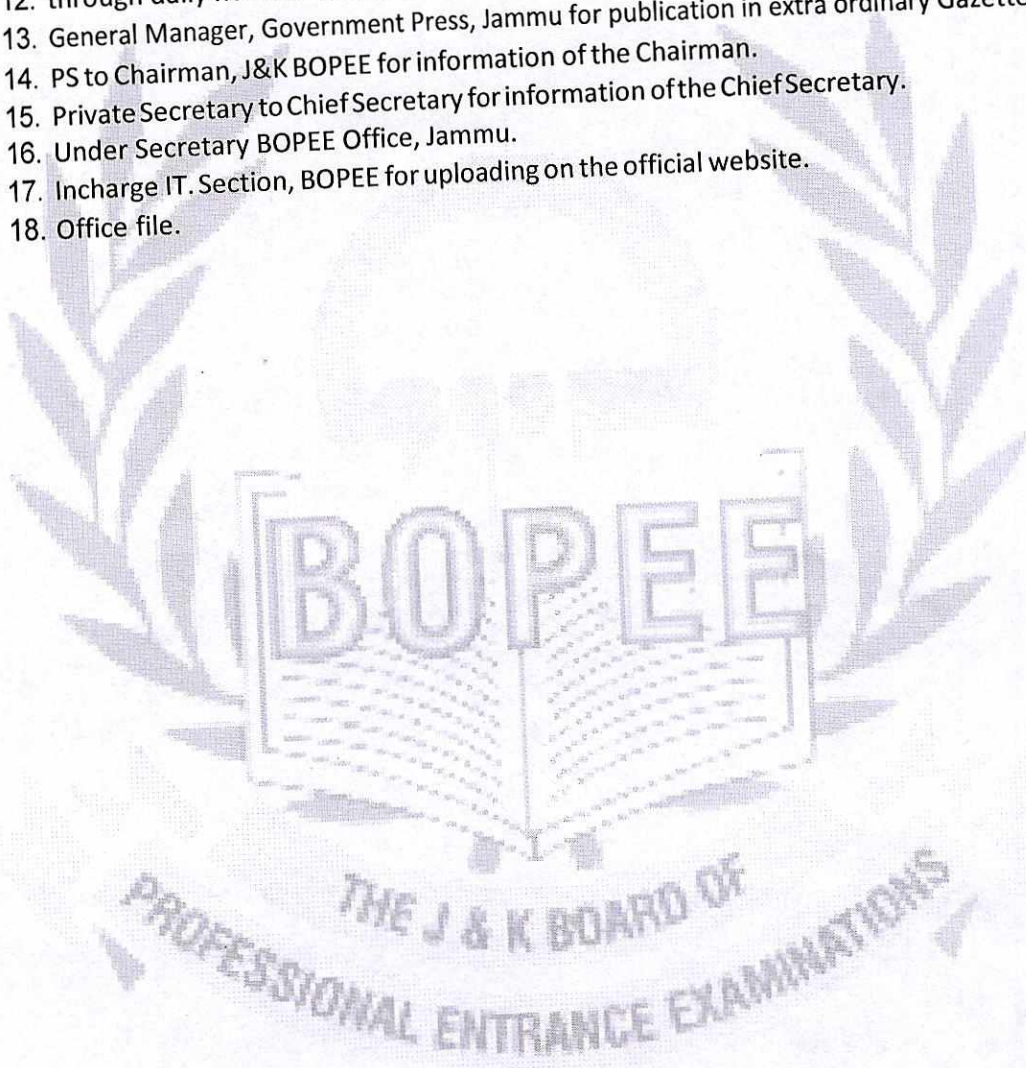 12. through daily
13. General Manager, Government Press, Jammu for publication in extra ordinary Gazette
14. PS to Chairman, J&K BOPEE for information of the Chairman.
15. Private Secretary to Chief Secretary for information of the Chief Secretary.
16. Under Secretary BOPEE Office, Jammu.
17. Incharge IT. Section, BOPEE for uploading on the official website.
18. Office file.
BOPEE
THE J & K BOARD OF
PROFESSIONAL ENTRANCE EXAMINATIONS